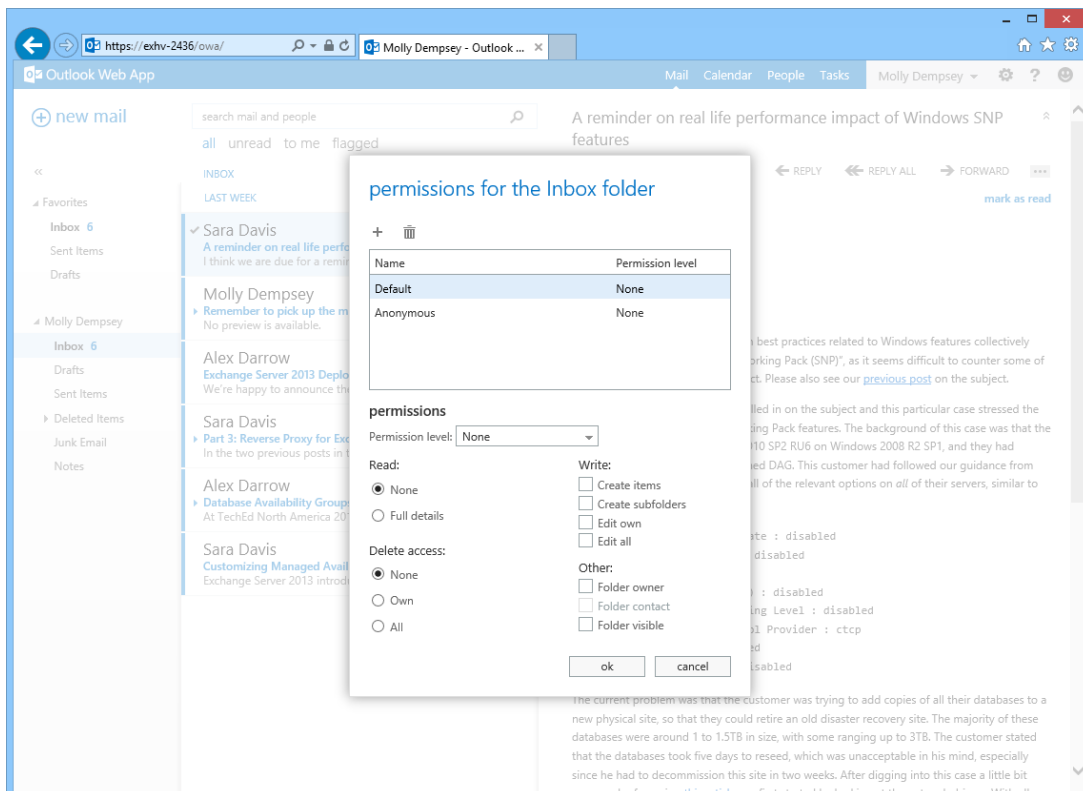 https://exhv-2436/owa/
Molly Dempsey - Outlook ...
Outlook Web App
Mail Calendar People Tasks Molly Dempsey
new mail
search mail and people
all unread to me flagged
INBOX
LAST WEEK
Favorites
Inbox 6
Sent Items
Drafts
Molly Dempsey
Inbox 6
Drafts
Sent Items
Deleted Items
Junk Email
Notes
Sara Davis
A reminder on real life perfo
I think we are due for a remin
Molly Dempsey
Remember to pick up the m
No preview is available.
Alex Darrow
Exchange Server 2013 Deplo
We're happy to announce the
Sara Davis
Part 3: Reverse Proxy for Exc
In the two previous posts in t
Alex Darrow
Database Availability Groups
At TechEd North America 20
Sara Davis
Customizing Managed Avail
Exchange Server 2013 introdu
permissions for the Inbox folder
Name Permission level
Default None
Anonymous None
permissions
Permission level: None
Read:
None
Full details
Delete access:
None
Own
All
Write:
Create items
Create subfolders
Edit own
Edit all
Other:
Folder owner
Folder contact
Folder visible
ok cancel
A reminder on real life performance impact of Windows SNP
features
REPLY REPLY ALL FORWARD
mark as read
best practices related to Windows features collectively
orking Pack (SNP)", as it seems difficult to counter some of
ct. Please also see our previous post on the subject.
lled in on the subject and this particular case stressed the
ing Pack features. The background of this case was that the
010 SP2 RU6 on Windows 2008 R2 SP1, and they had
ned DAG. This customer had followed our guidance from
all of the relevant options on all of their servers, similar to
ate : disabled
disabled
: disabled
ing Level : disabled
ol Provider : ctcp
ed
isabled
The current problem was that the customer was trying to add copies of all their databases to a
new physical site, so that they could retire an old disaster recovery site. The majority of these
databases were around 1 to 1.5TB in size, with some ranging up to 3TB. The customer stated
that the databases took five days to reseed, which was unacceptable in his mind, especially
since he had to decommission this site in two weeks. After digging into this case a little bit